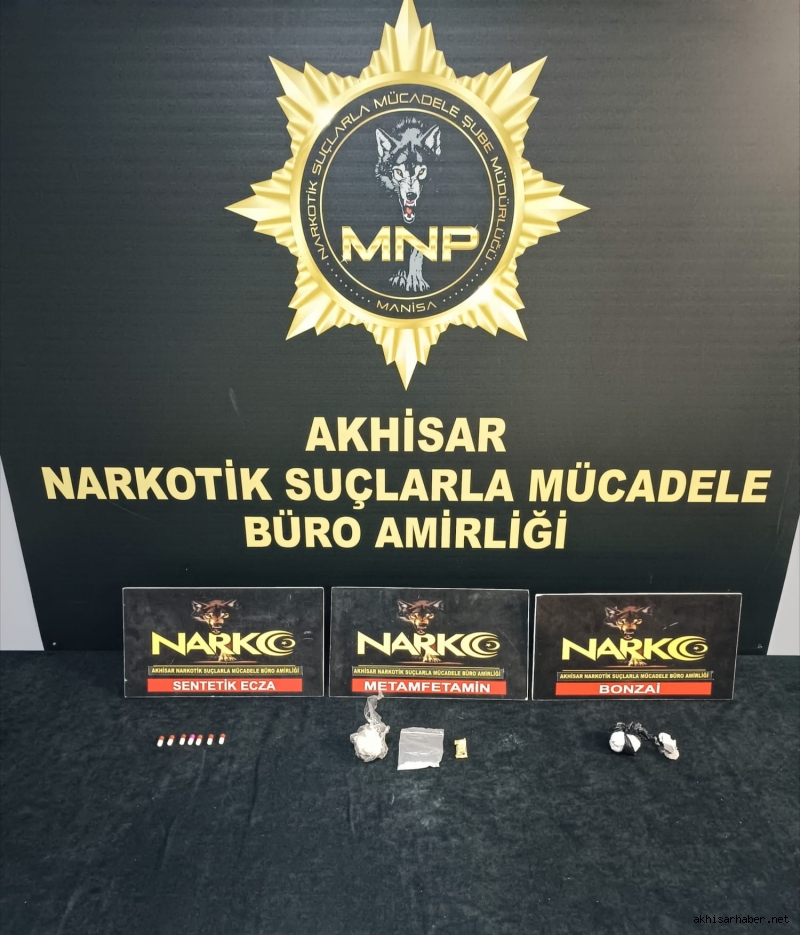 NARKOTİK SUÇLARLA MÜCADELE ŞUBE MÜDÜRLÜĞÜ
MNP
MANİSA
AKHİSAR
NARKOTİK SUÇLARLA MÜCADELE
BÜRO AMİRLİĞİ
NARKO
AKHİSAR NARKOTİK SUÇLARLA MÜCADELE BÜRO AMİRLİĞİ
SENTETİK ECZA
NARKO
AKHİSAR NARKOTİK SUÇLARLA MÜCADELE BÜRO AMİRLİĞİ
METAMFETAMİN
NARKO
AKHİSAR NARKOTİK SUÇLARLA MÜCADELE BÜRO AMİRLİĞİ
BONZAİ
akhisarhaber.net